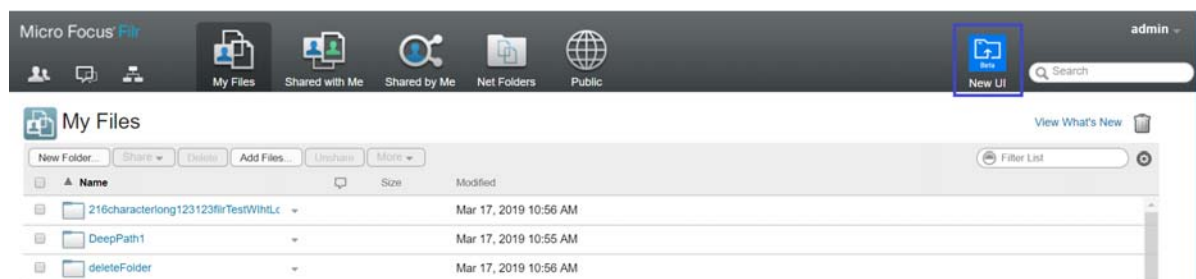 Micro Focus Filr
admin
My Files
Shared with Me
Shared by Me
Net Folders
Public
Beta
New UI
Search
My Files
View What's New
New Folder...
Share
Delete
Add Files...
Unshare
More
Filter List
Name
Size
Modified
216characterlong123123filrTestWihtLc
Mar 17, 2019 10:56 AM
DeepPath1
Mar 17, 2019 10:55 AM
deleteFolder
Mar 17, 2019 10:56 AM